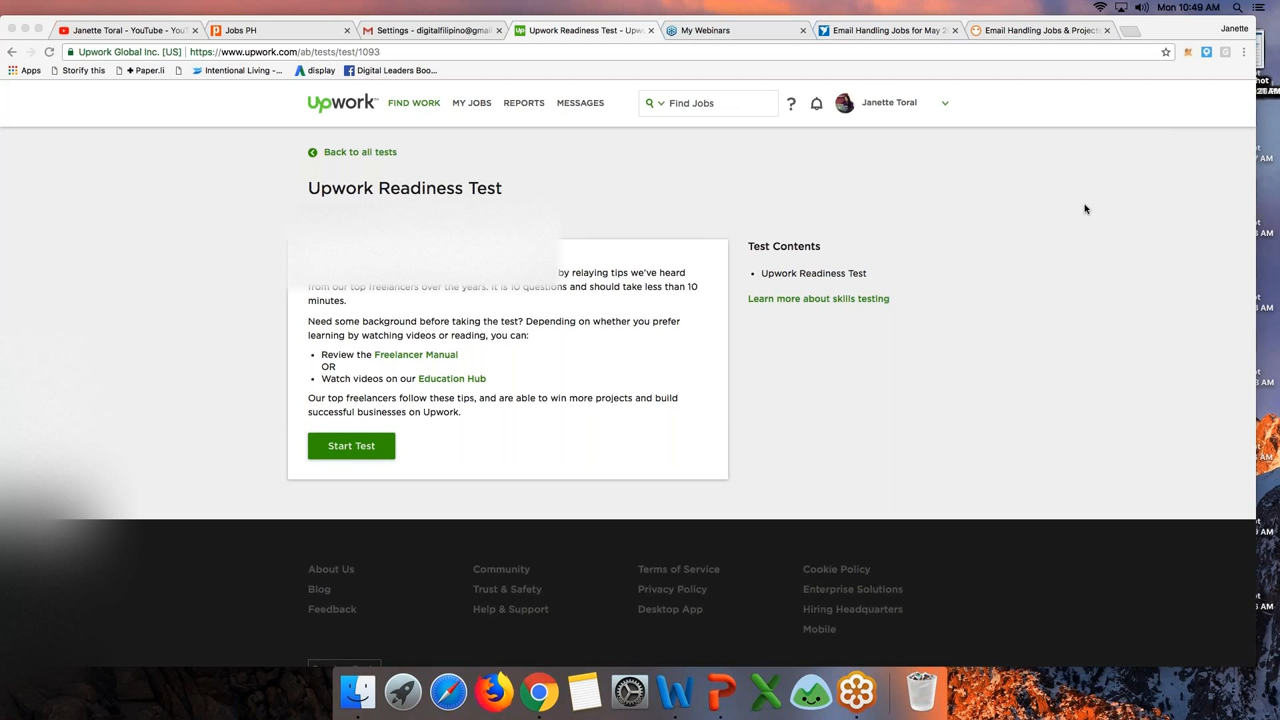 Mon 10:49 AM
Janette Toral - YouTube - YouT
Jobs PH
Settings - digitalfilipino@gmai
Upwork Readiness Test - Upw
My Webinars
Email Handling Jobs for May 2
Email Handling Jobs & Projects
Janette
Upwork Global Inc. [US] https://www.upwork.com/ab/tests/test/1093
Apps
Storify this
+ Paper.li
Intentional Living -...
display
Digital Leaders Boo...
upwork
FIND WORK
MY JOBS
REPORTS
MESSAGES
Find Jobs
?
Janette Toral
Back to all tests
Upwork Readiness Test
by relaying tips we've heard
from our top freelancers over the years. It is 10 questions and should take less than 10
minutes.
Need some background before taking the test? Depending on whether you prefer
learning by watching videos or reading, you can:
• Review the Freelancer Manual
OR
• Watch videos on our Education Hub
Our top freelancers follow these tips, and are able to win more projects and build
successful businesses on Upwork.
Start Test
Test Contents
• Upwork Readiness Test
Learn more about skills testing
About Us
Community
Terms of Service
Cookie Policy
Blog
Trust & Safety
Privacy Policy
Enterprise Solutions
Feedback
Help & Support
Desktop App
Hiring Headquarters
Mobile